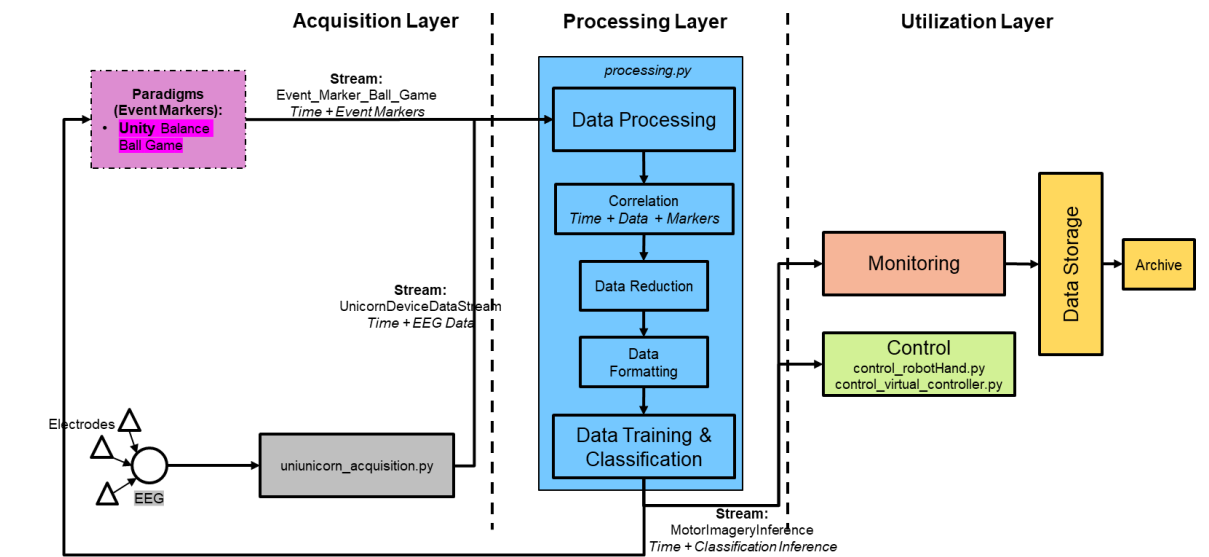 Acquisition Layer
Processing Layer
Utilization Layer
Paradigms
(Event Markers):
• Unity Balance
Ball Game
Stream:
Event_Marker_Ball_Game
Time + Event Markers
processing.py
Data Processing
Correlation
Time + Data + Markers
Data Reduction
Data
Formatting
Data Training &
Classification
Stream:
UnicornDeviceDataStream
Time + EEG Data
Electrodes
EEG
uniunicorn_acquisition.py
Stream:
MotorImageryInference
Time + Classification Inference
Monitoring
Control
control_robotHand.py
control_virtual_controller.py
Data Storage
Archive